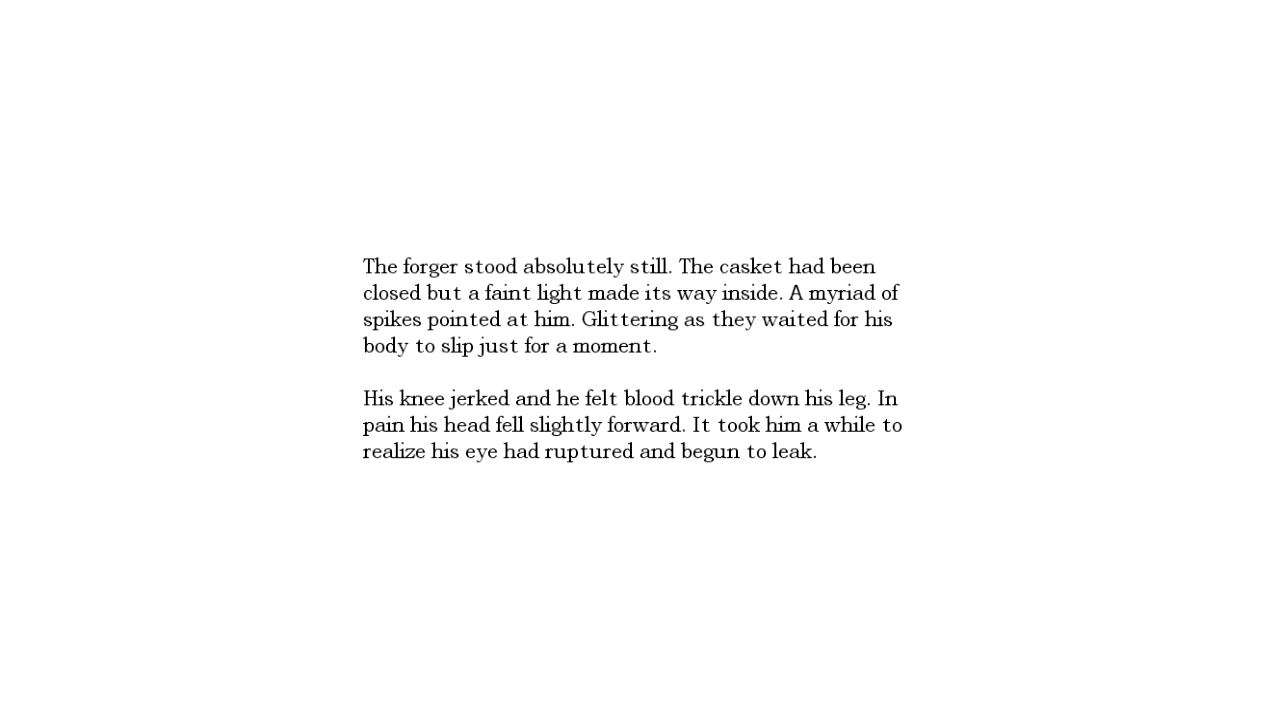 The forger stood absolutely still. The casket had been
closed but a faint light made its way inside. A myriad of
spikes pointed at him. Glittering as they waited for his
body to slip just for a moment.
His knee jerked and he felt blood trickle down his leg. In
pain his head fell slightly forward. It took him a while to
realize his eye had ruptured and begun to leak.